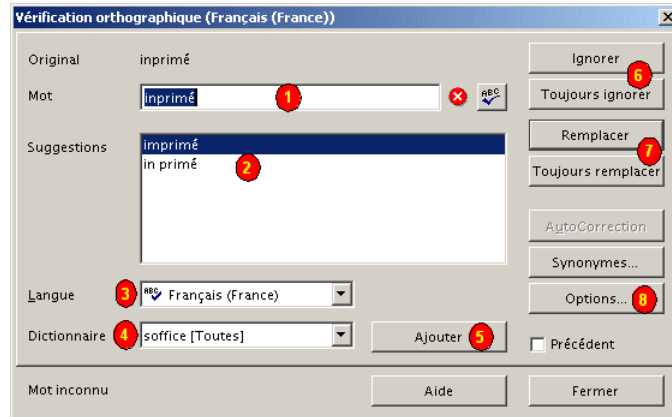 Vérification orthographique (Français (France))
Original inprimé Ignorer
6
Mot inprimé 1 ABC Toujours ignorer
Suggestions imprimé Remplacer
in primé 2 7
Toujours remplacer
AutoCorrection
Synonymes...
Langue 3 ABC Français (France) Options... 8
Dictionnaire 4 soffice [Toutes] Ajouter 5 Précédent
Mot inconnu Aide Fermer